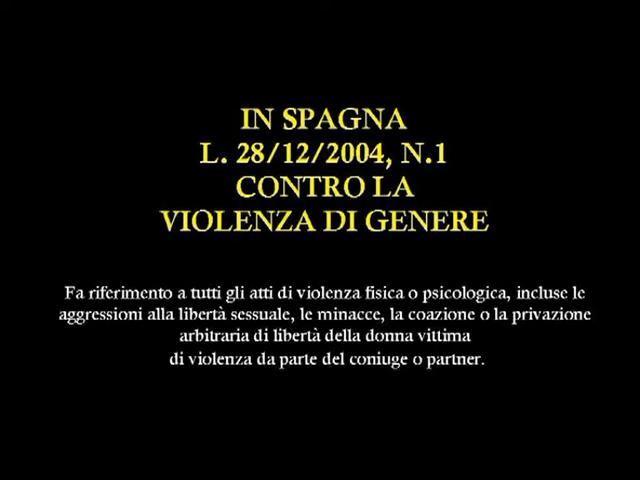 IN SPAGNA
L. 28/12/2004, N.1
CONTRO LA
VIOLENZA DI GENERE
Fa riferimento a tutti gli atti di violenza fisica o psicologica, incluse le
aggressioni alla libertà sessuale, le minacce, la coazione o la privazione
arbitraria di libertà della donna vittima
di violenza da parte del coniuge o partner.